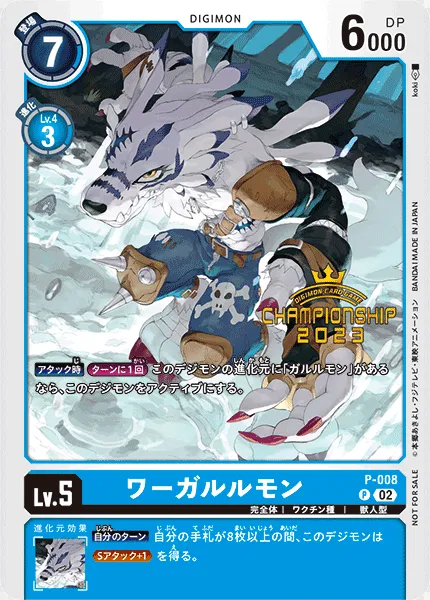 DIGIMON
登場
7
DP
6000
進化
Lv.4
3
koki
DIGIMON CARD GAME
CHAMPIONSHIP
2023
アタック時 ターンに1回 このデジモンの進化元に「ガルルモン」がある
なら、このデジモンをアクティブにする。
©本郷あきよし・フジテレビ・東映アニメーション BANDAI MADE IN JAPAN
NOT FOR SALE
P-008
Lv.5
ワーガルルモン
P 02
完全体 ワクチン種 獣人型
進化元効果
自分のターン 自分の手札が8枚以上の間、このデジモンは
Sアタック+1 を得る。